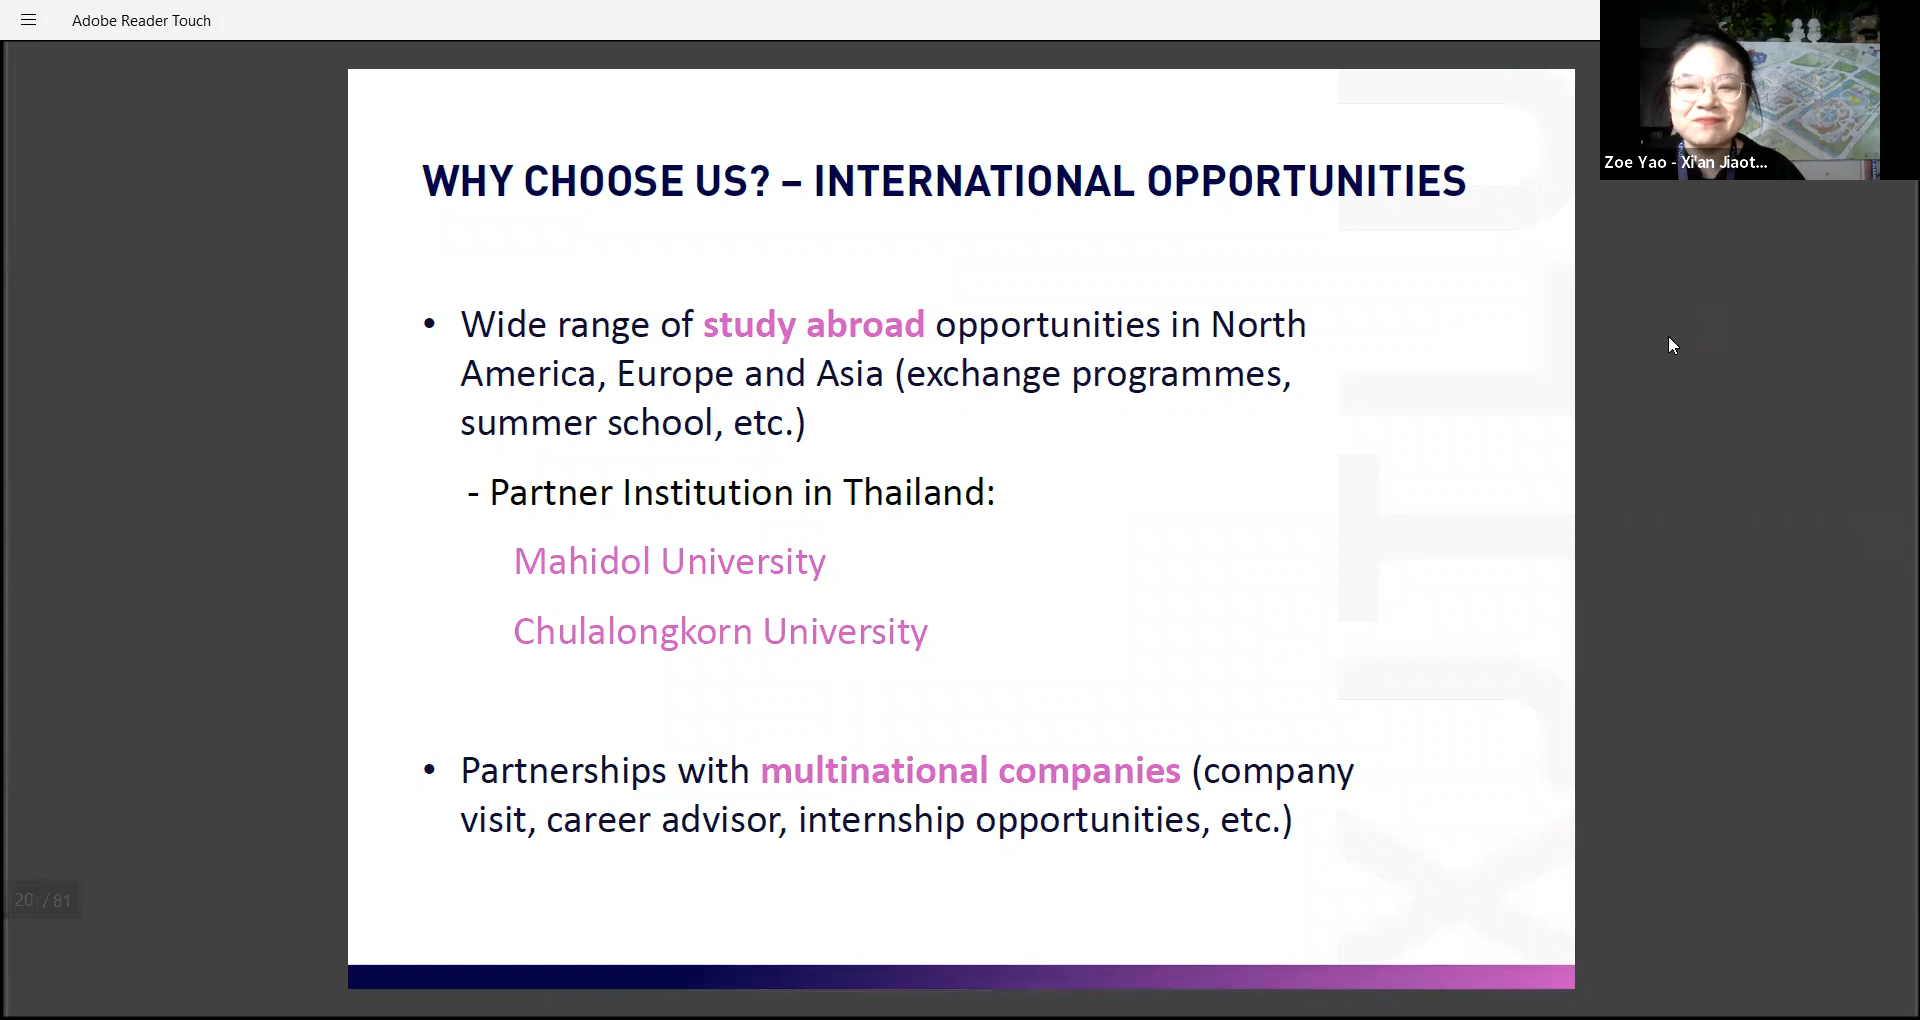 Adobe Reader Touch
Zoe Yao - Xi'an Jiaot...
WHY CHOOSE US? – INTERNATIONAL OPPORTUNITIES
• Wide range of study abroad opportunities in North
America, Europe and Asia (exchange programmes,
summer school, etc.)
- Partner Institution in Thailand:
Mahidol University
Chulalongkorn University
• Partnerships with multinational companies (company
visit, career advisor, internship opportunities, etc.)
20 / 81
XJTLU